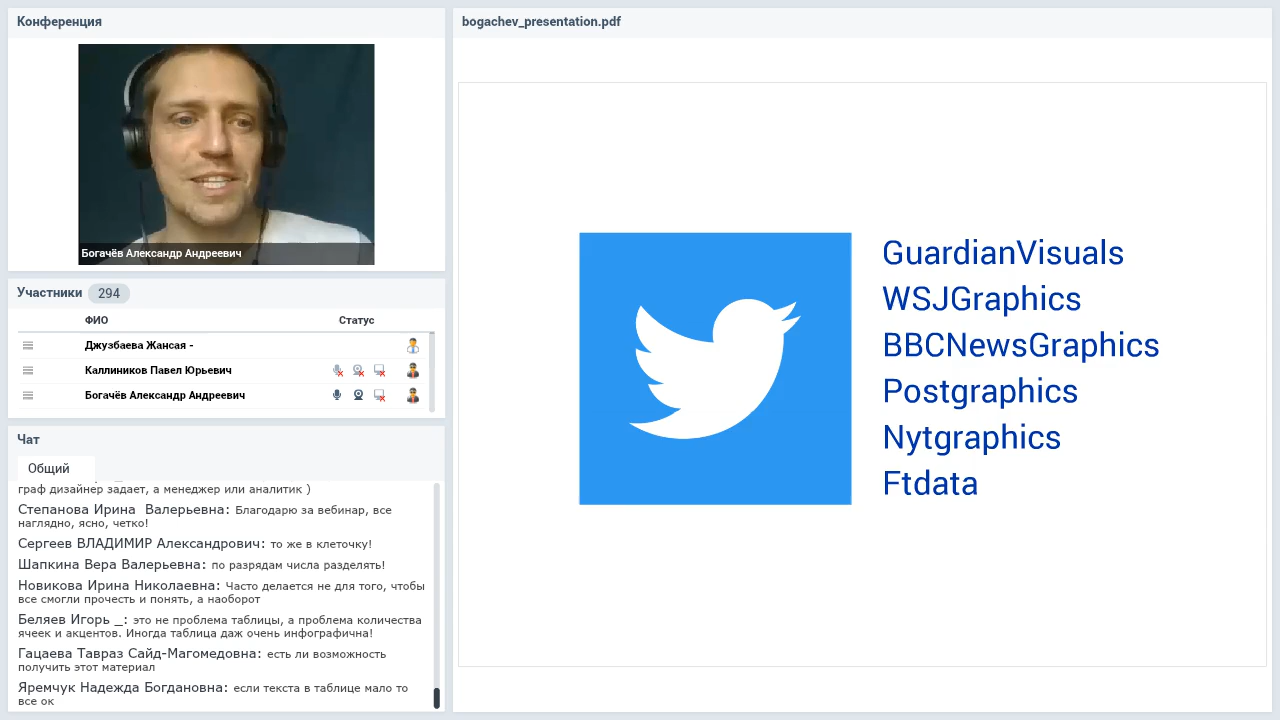 Конференция
Богачёв Александр Андреевич
Участники 294
ФИО Статус
Джузбаева Жансая -
Каллиников Павел Юрьевич
Богачёв Александр Андреевич
Чат
Общий
граф дизайнер задает, а менеджер или аналитик )
Степанова Ирина Валерьевна: Благодарю за вебинар, все
наглядно, ясно, четко!
Сергеев ВЛАДИМИР Александрович: то же в клеточку!
Шапкина Вера Валерьевна: по разрядам числа разделять!
Новикова Ирина Николаевна: Часто делается не для того, чтобы
все смогли прочесть и понять, а наоборот
Беляев Игорь _: это не проблема таблицы, а проблема количества
ячеек и акцентов. Иногда таблица даж очень инфографична!
Гацаева Тавраз Сайд-Магомедовна: есть ли возможность
получить этот материал
Яремчук Надежда Богдановна: если текста в таблице мало то
все ок
bogachev_presentation.pdf
GuardianVisuals
WSJGraphics
BBCNewsGraphics
Postgraphics
Nytgraphics
Ftdata